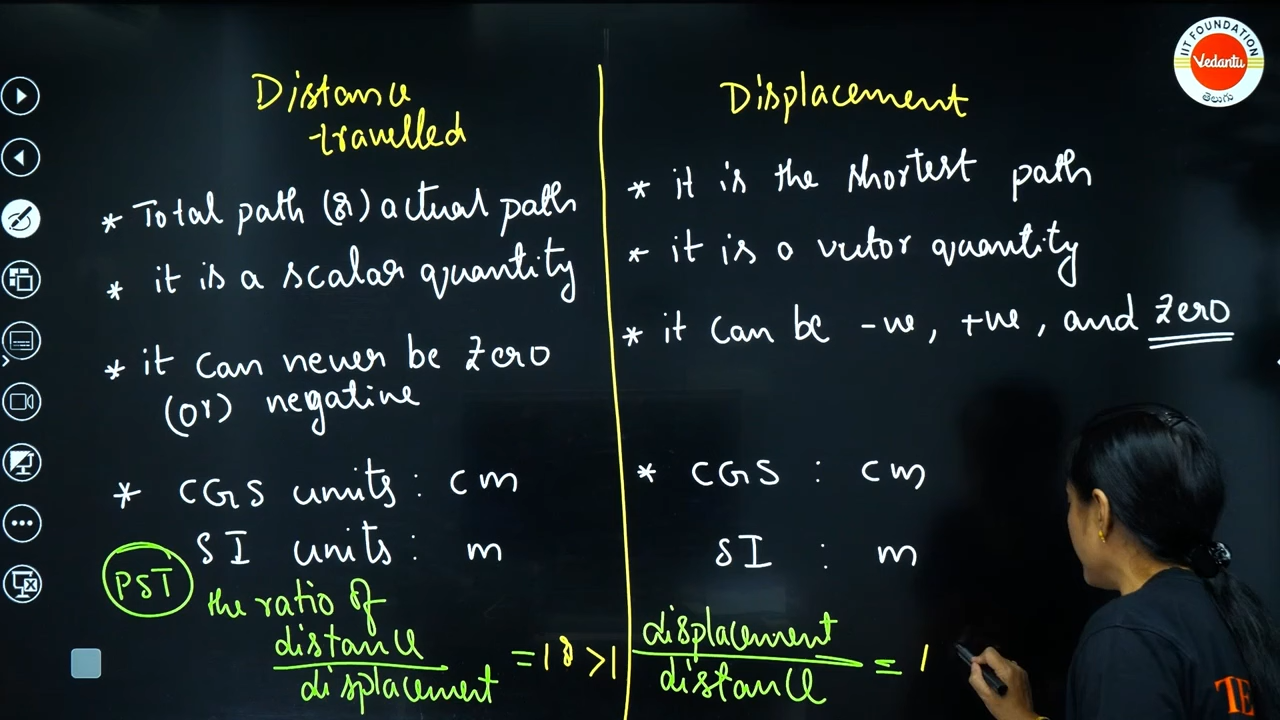 IIT FOUNDATION
Vedantu
తెలుగు
Distance
travelled
* Total path (or) actual path
* it is a scalar quantity
* it can never be zero
(or) negative
* CGS units : cm
SI units : m
PST the ratio of
distance
displacement = 1 or > 1
Displacement
* it is the shortest path
* it is a vector quantity
* it can be -ve, +ve, and zero
* CGS : cm
SI : m
displacement
distance = 1
TE